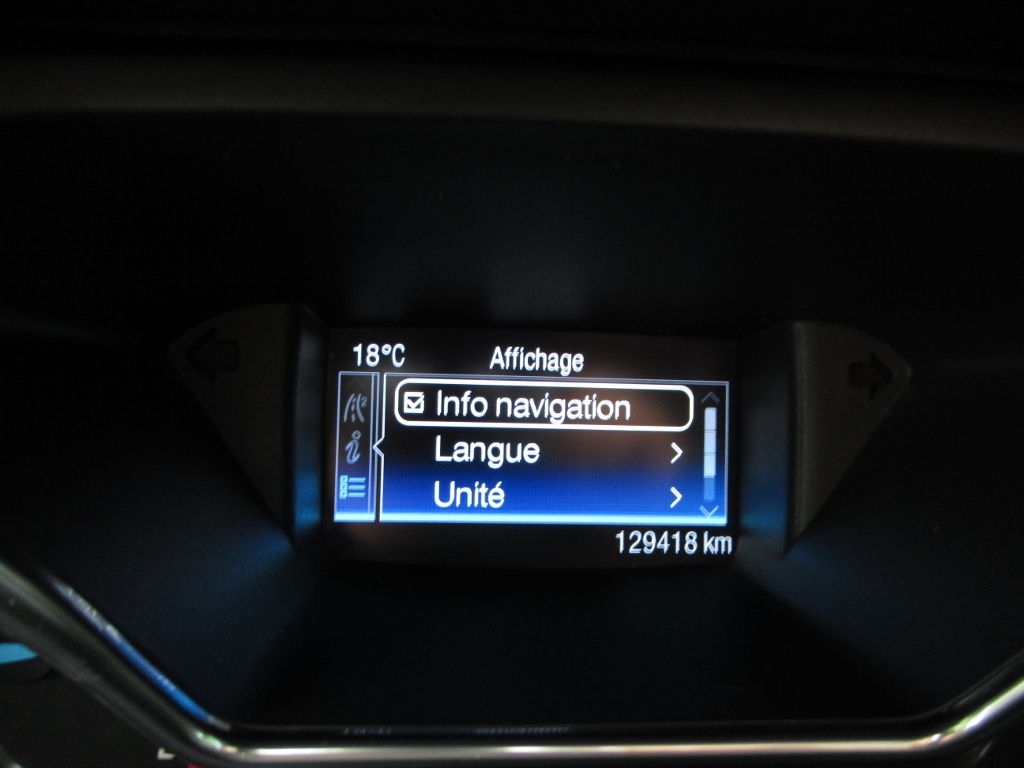 18°C Affichage
Info navigation
Langue
Unité
129418 km